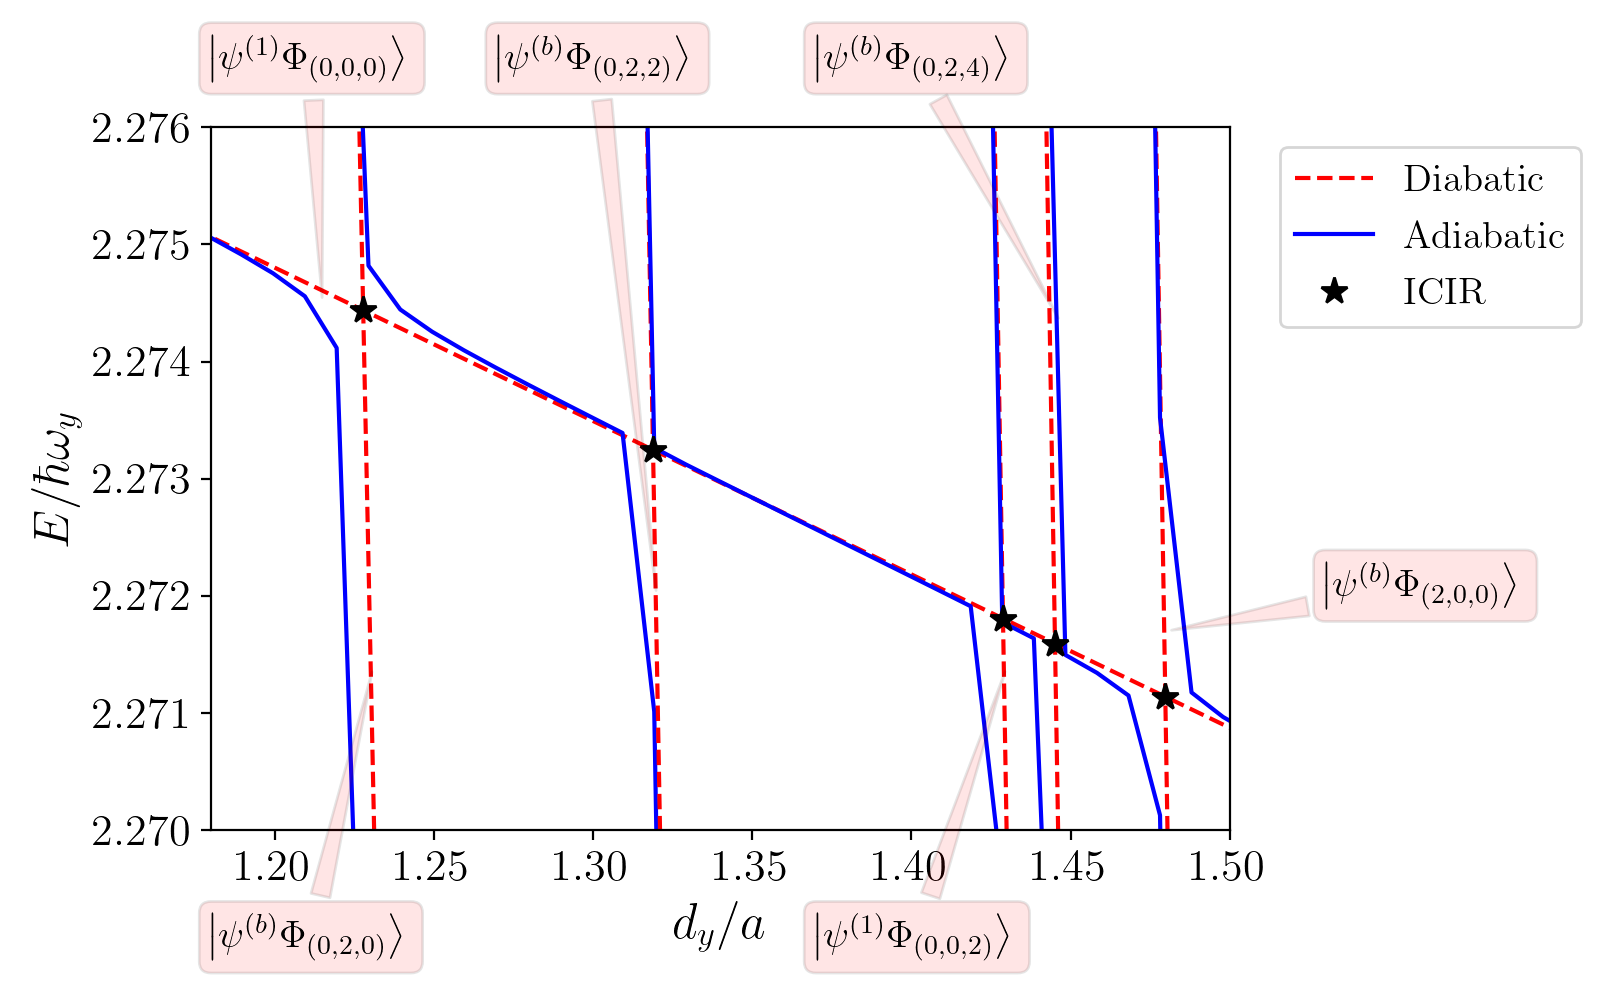 |ψ^(1)Φ_(0,0,0)⟩
|ψ^(b)Φ_(0,2,2)⟩
|ψ^(b)Φ_(0,2,4)⟩
2.276
2.275
2.274
2.273
2.272
2.271
2.270
E/ħω_y
Diabatic
Adiabatic
ICIR
|ψ^(b)Φ_(2,0,0)⟩
1.20 1.25 1.30 1.35 1.40 1.45 1.50
d_y/a
|ψ^(b)Φ_(0,2,0)⟩
|ψ^(1)Φ_(0,0,2)⟩